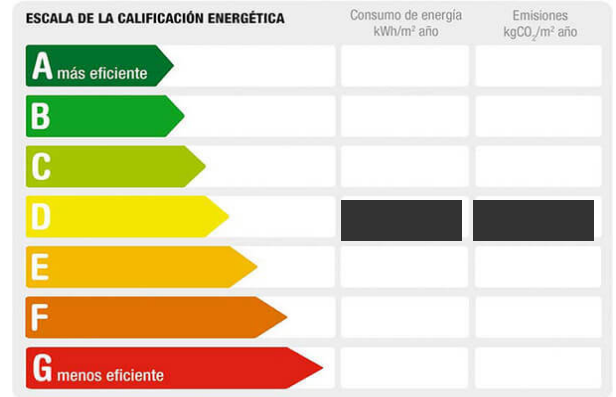 ESCALA DE LA CALIFICACIÓN ENERGÉTICA
Consumo de energía
kWh/m² año
Emisiones
kgCO₂/m² año
A más eficiente
B
C
D
E
F
G menos eficiente